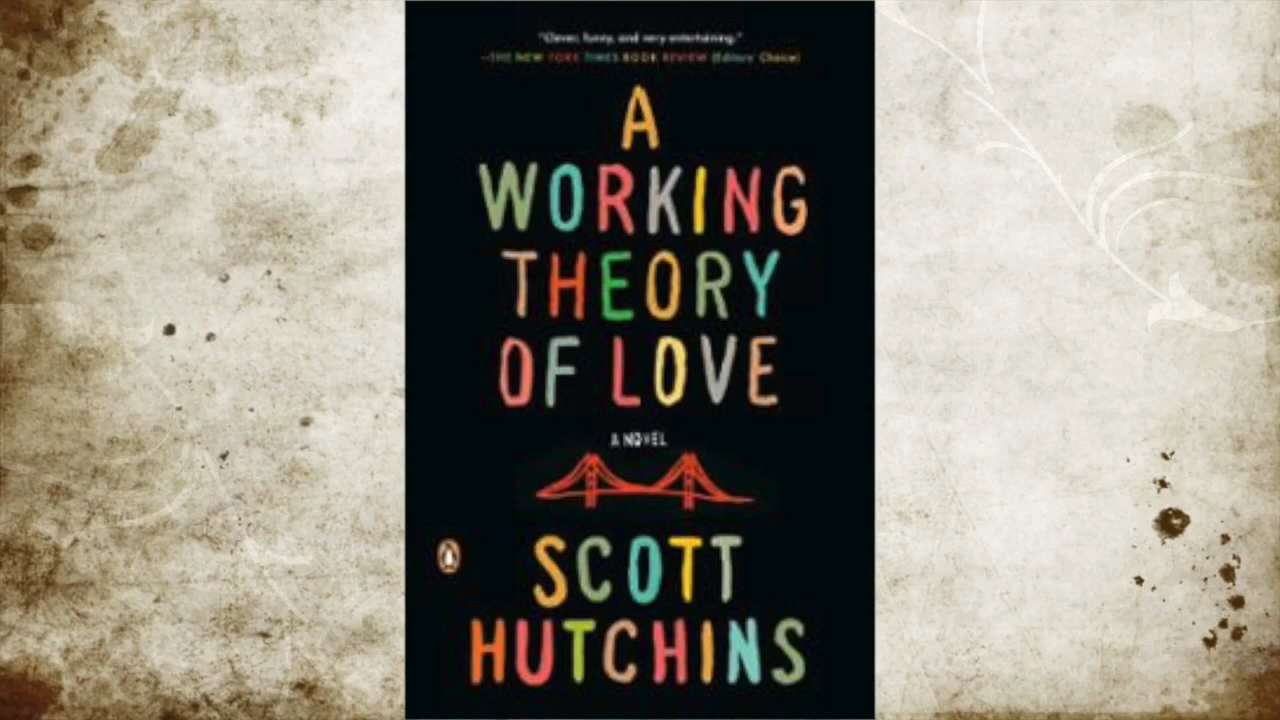 "Clever, funny, and very entertaining."
—THE NEW YORK TIMES BOOK REVIEW (Editors' Choice)
A
WORKING
THEORY
OF LOVE
A NOVEL
SCOTT
HUTCHINS